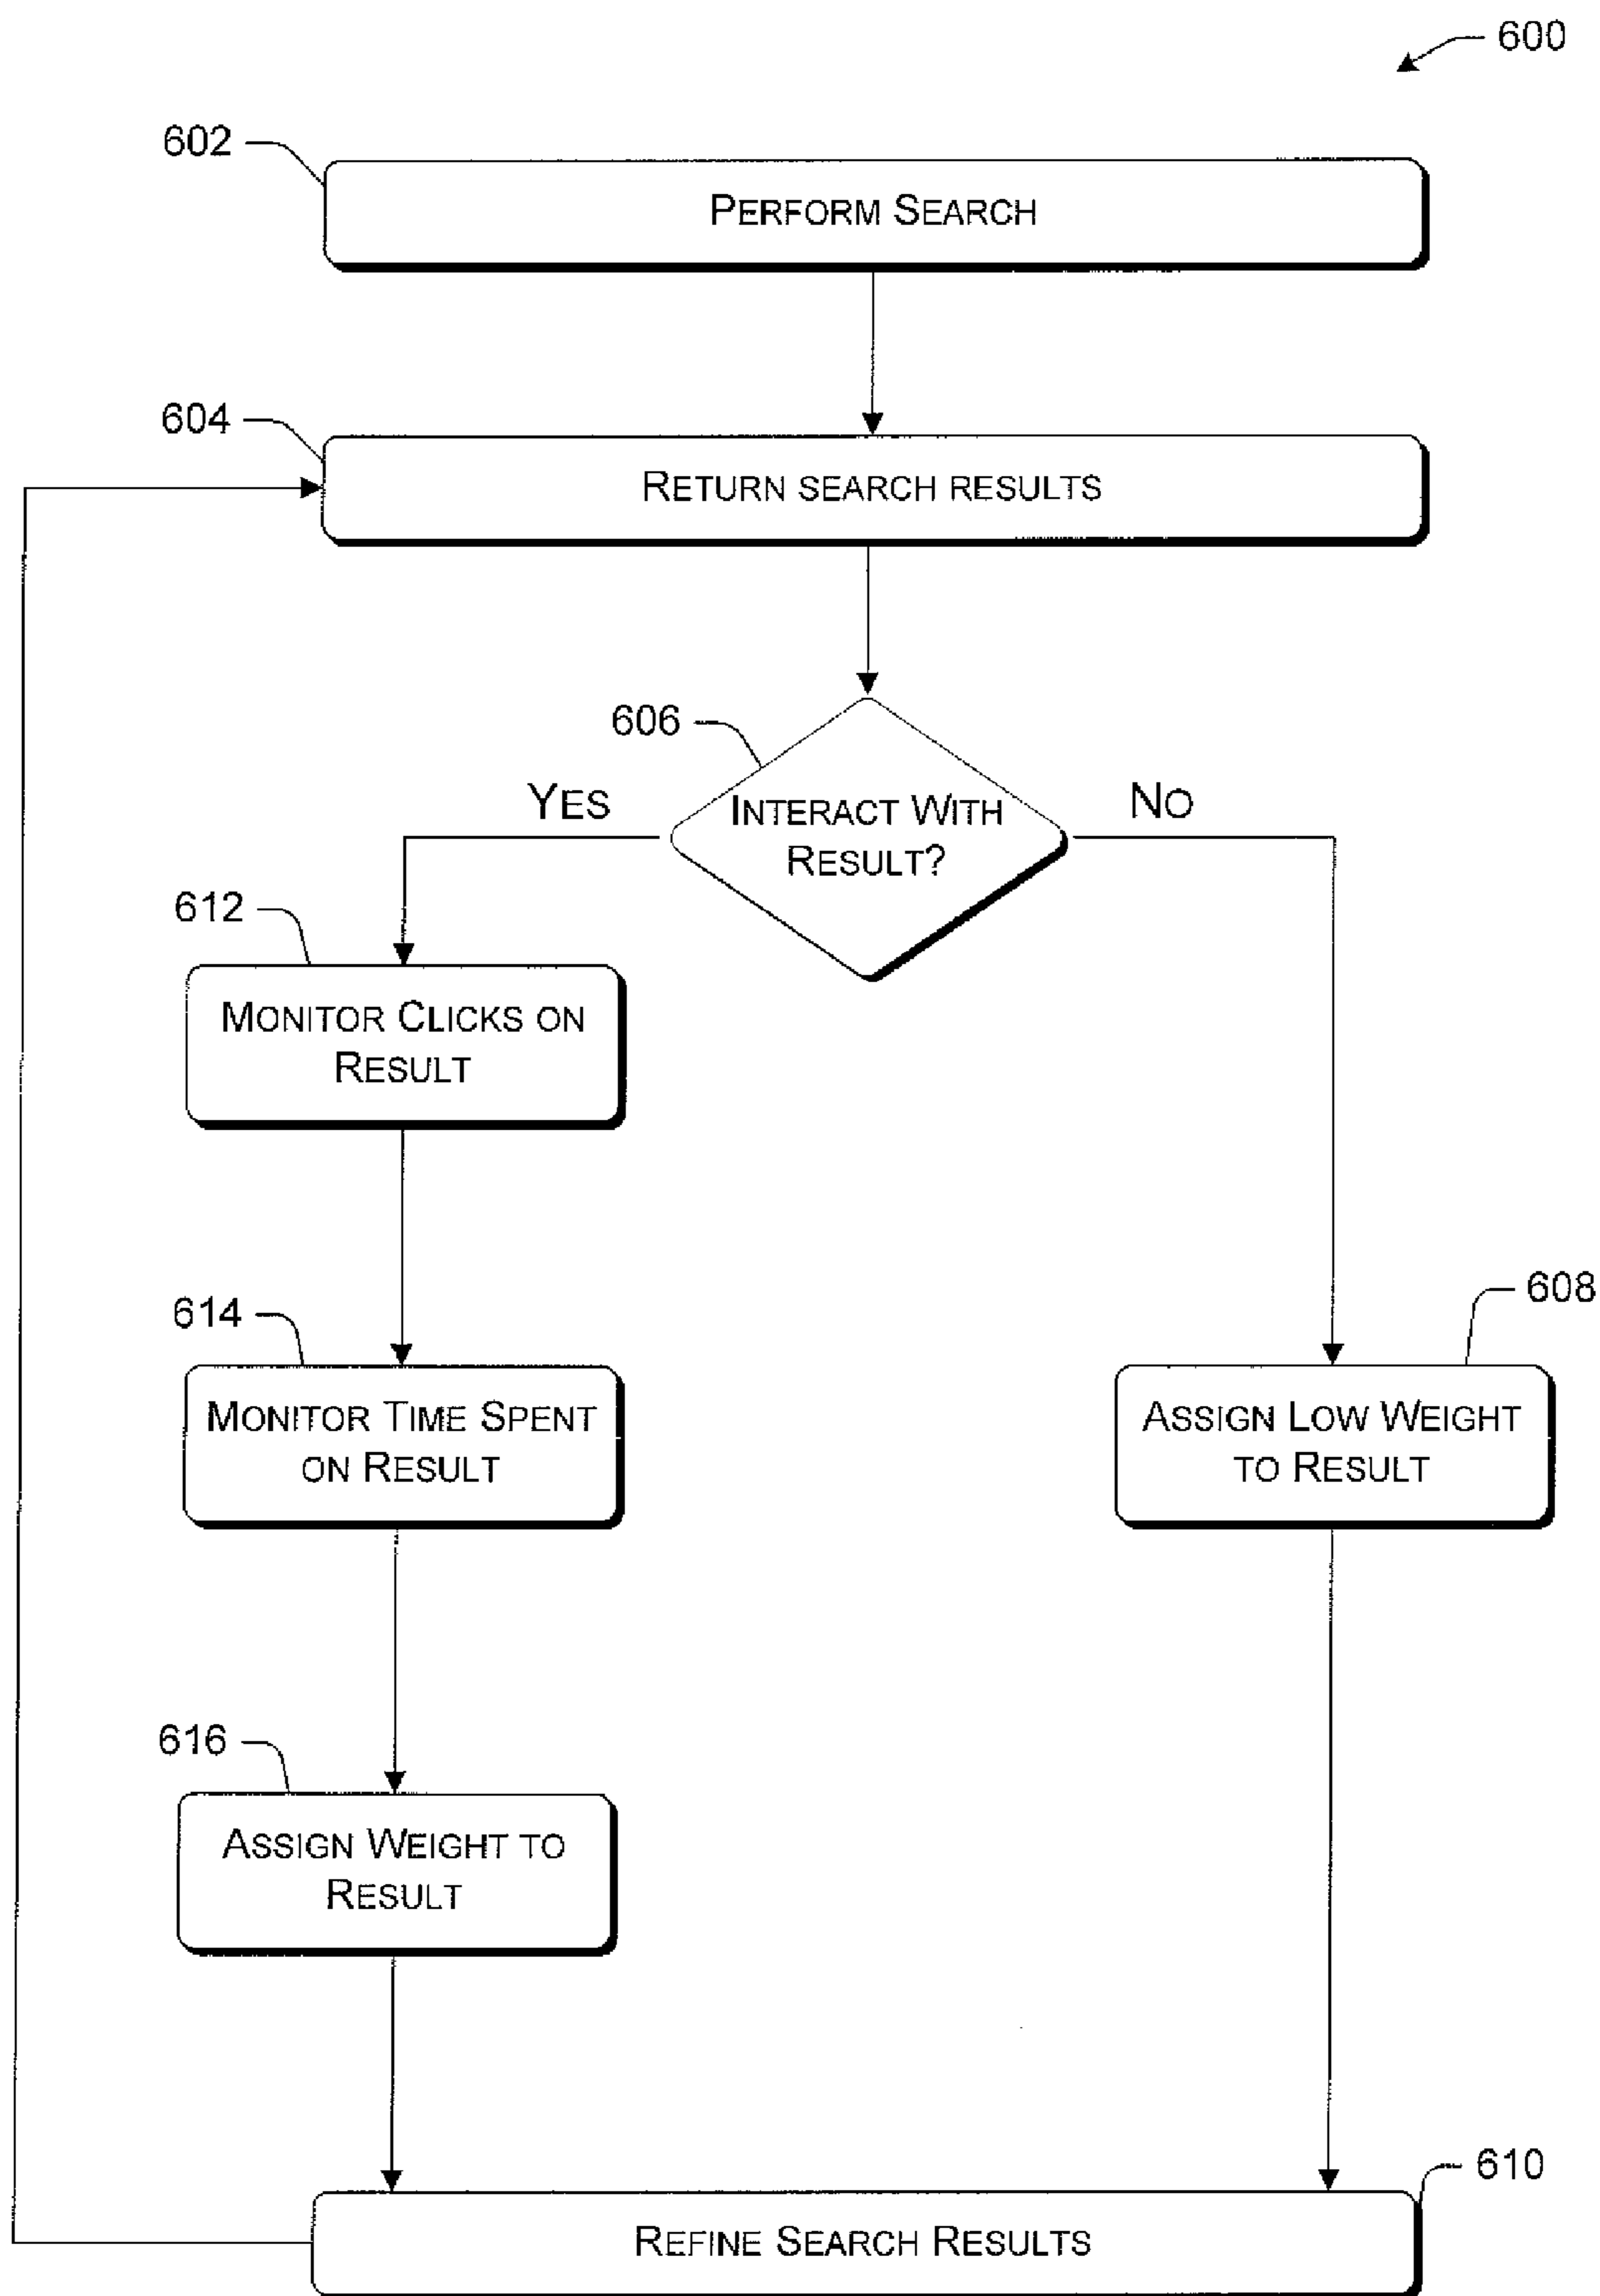 600
602
PERFORM SEARCH
604
RETURN SEARCH RESULTS
606
YES
INTERACT WITH
RESULT?
NO
612
MONITOR CLICKS ON
RESULT
614
MONITOR TIME SPENT
ON RESULT
608
ASSIGN LOW WEIGHT
TO RESULT
616
ASSIGN WEIGHT TO
RESULT
610
REFINE SEARCH RESULTS